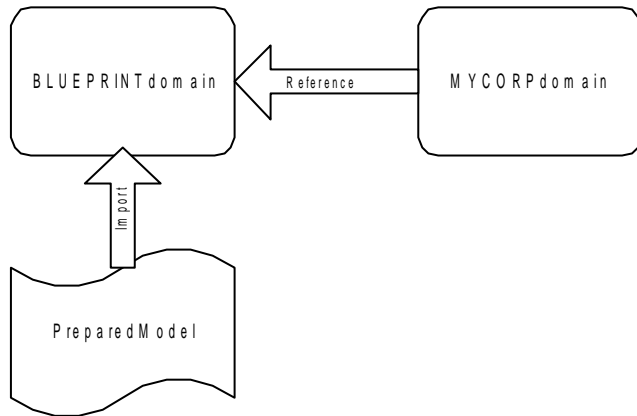 BLUEPRINTdomain
Reference
MYCORPdomain
Import
PreparedModel